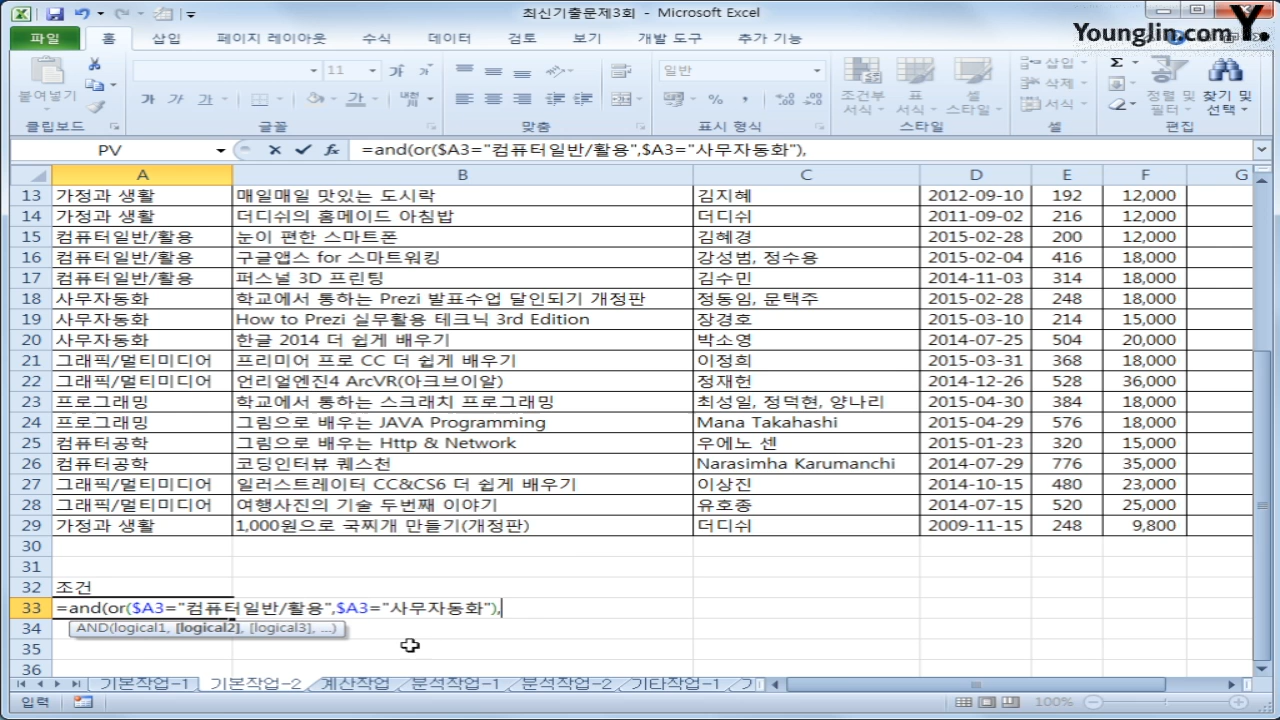 최신기출문제3회 - Microsoft Excel
Younglin.com Y.
파일 홈 삽입 페이지 레이아웃 수식 데이터 검토 보기 개발 도구 추가 기능
붙여넣기 11 가 가 가 일반 조건부 서식 표 서식 셀 스타일 삽입 삭제 서식 정렬 및 필터 찾기 및 선택
클립보드 글꼴 맞춤 표시 형식 스타일 셀 편집
PV =and(or($A3="컴퓨터일반/활용",$A3="사무자동화"),
A B C D E F G
13 가정과 생활 매일매일 맛있는 도시락 김지혜 2012-09-10 192 12,000
14 가정과 생활 더디쉬의 홈메이드 아침밥 더디쉬 2011-09-02 216 12,000
15 컴퓨터일반/활용 눈이 편한 스마트폰 김혜경 2015-02-28 200 12,000
16 컴퓨터일반/활용 구글앱스 for 스마트워킹 강성범, 정수용 2015-02-04 416 18,000
17 컴퓨터일반/활용 퍼스널 3D 프린팅 김수민 2014-11-03 314 18,000
18 사무자동화 학교에서 통하는 Prezi 발표수업 달인되기 개정판 정동임, 문택주 2015-02-28 248 18,000
19 사무자동화 How to Prezi 실무활용 테크닉 3rd Edition 장경호 2015-03-10 214 15,000
20 사무자동화 한글 2014 더 쉽게 배우기 박소영 2014-07-25 504 20,000
21 그래픽/멀티미디어 프리미어 프로 CC 더 쉽게 배우기 이정희 2015-03-31 368 18,000
22 그래픽/멀티미디어 언리얼엔진4 ArcVR(아크브이알) 정재헌 2014-12-26 528 36,000
23 프로그래밍 학교에서 통하는 스크래치 프로그래밍 최성일, 정덕현, 양나리 2015-04-30 384 18,000
24 프로그래밍 그림으로 배우는 JAVA Programming Mana Takahashi 2015-04-29 576 18,000
25 컴퓨터공학 그림으로 배우는 Http & Network 우에노 센 2015-01-23 320 15,000
26 컴퓨터공학 코딩인터뷰 퀘스천 Narasimha Karumanchi 2014-07-29 776 35,000
27 그래픽/멀티미디어 일러스트레이터 CC&CS6 더 쉽게 배우기 이상진 2014-10-15 480 23,000
28 그래픽/멀티미디어 여행사진의 기술 두번째 이야기 유호종 2014-07-15 520 25,000
29 가정과 생활 1,000원으로 국찌개 만들기(개정판) 더디쉬 2009-11-15 248 9,800
30
31
32 조건
33 =and(or($A3="컴퓨터일반/활용",$A3="사무자동화"),
34 AND(logical1, [logical2], [logical3], ...)
35
36
기본작업-1 기본작업-2 계산작업 분석작업-1 분석작업-2 기타작업-1 기
입력 100%